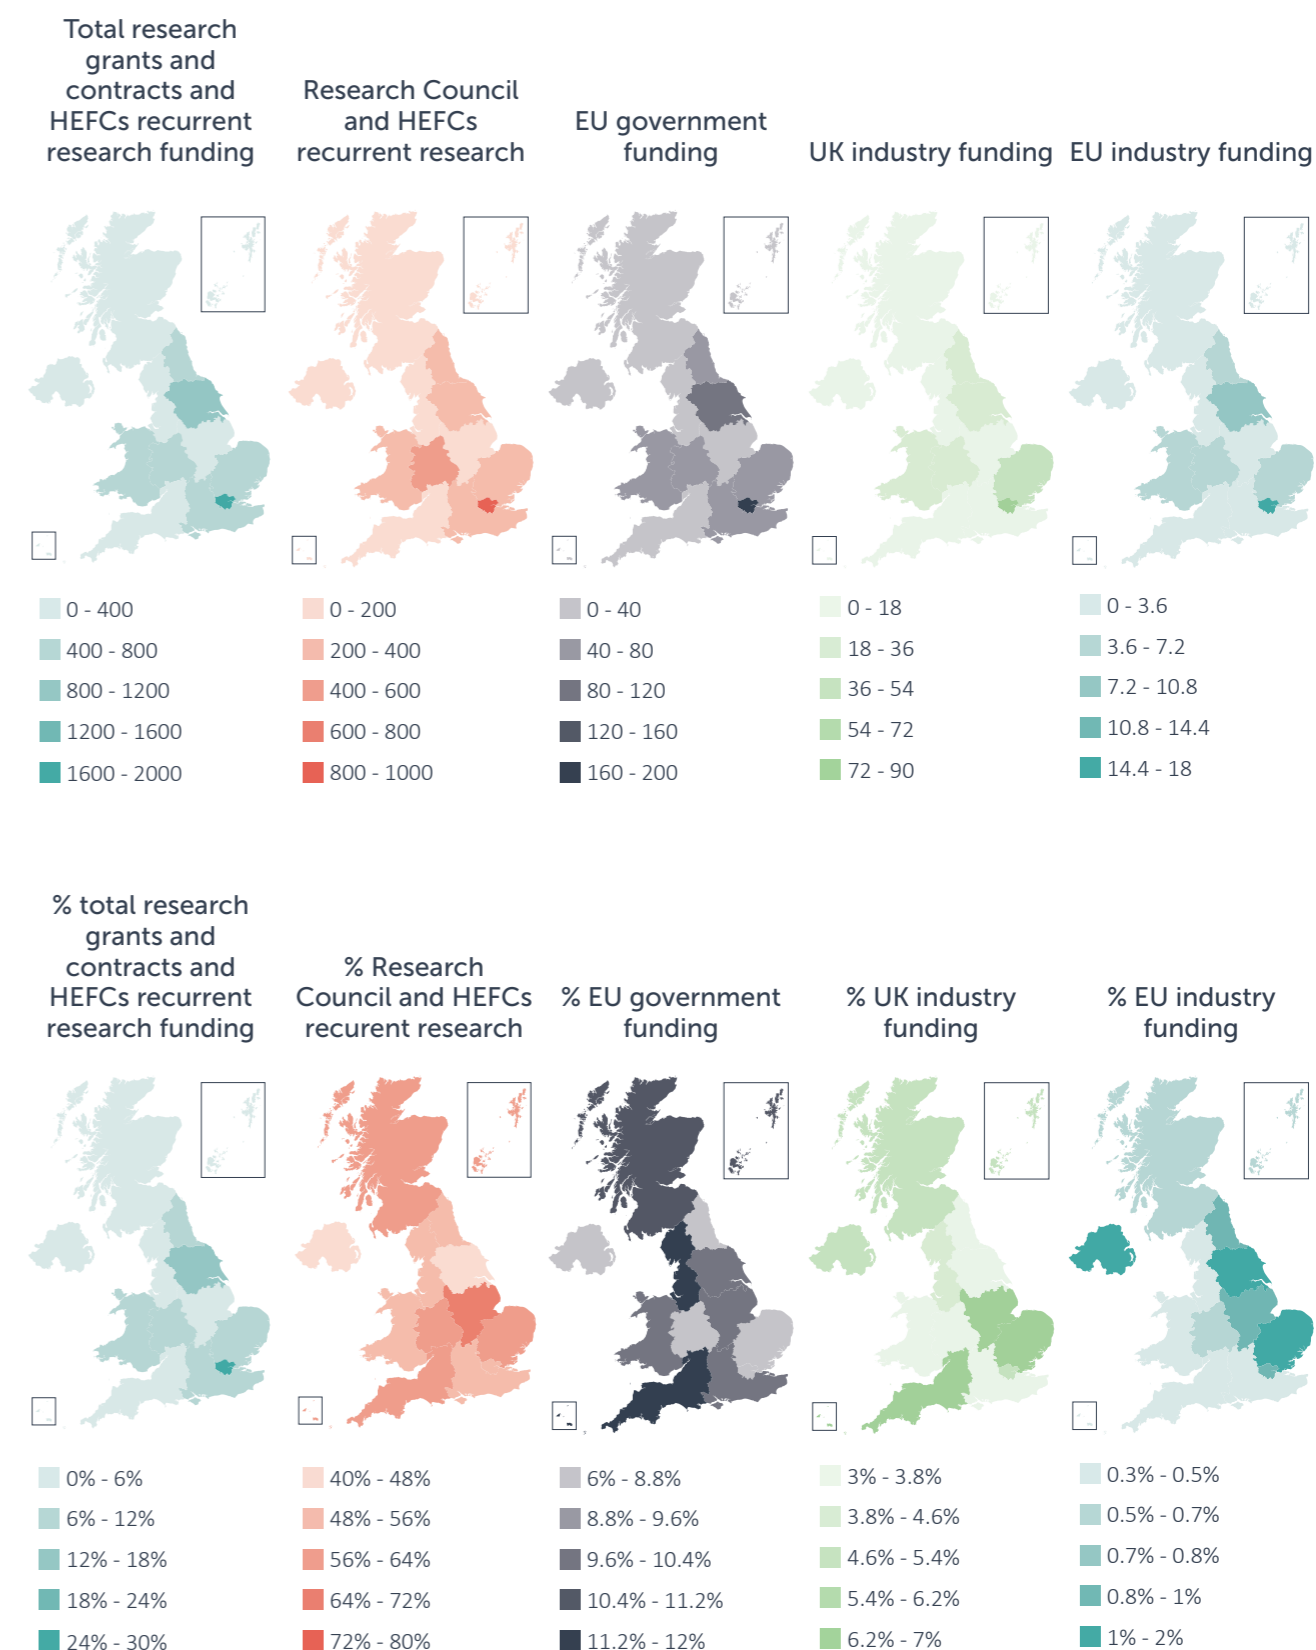 Total research
grants and
contracts and
HEFCs recurrent
research funding
Research Council
and HEFCs
recurrent research
EU government
funding
UK industry funding
EU industry funding
0 - 400
400 - 800
800 - 1200
1200 - 1600
1600 - 2000
0 - 200
200 - 400
400 - 600
600 - 800
800 - 1000
0 - 40
40 - 80
80 - 120
120 - 160
160 - 200
0 - 18
18 - 36
36 - 54
54 - 72
72 - 90
0 - 3.6
3.6 - 7.2
7.2 - 10.8
10.8 - 14.4
14.4 - 18
% total research
grants and
contracts and
HEFCs recurrent
research funding
% Research
Council and HEFCs
recurent research
% EU government
funding
% UK industry
funding
% EU industry
funding
0% - 6%
6% - 12%
12% - 18%
18% - 24%
24% - 30%
40% - 48%
48% - 56%
56% - 64%
64% - 72%
72% - 80%
6% - 8.8%
8.8% - 9.6%
9.6% - 10.4%
10.4% - 11.2%
11.2% - 12%
3% - 3.8%
3.8% - 4.6%
4.6% - 5.4%
5.4% - 6.2%
6.2% - 7%
0.3% - 0.5%
0.5% - 0.7%
0.7% - 0.8%
0.8% - 1%
1% - 2%